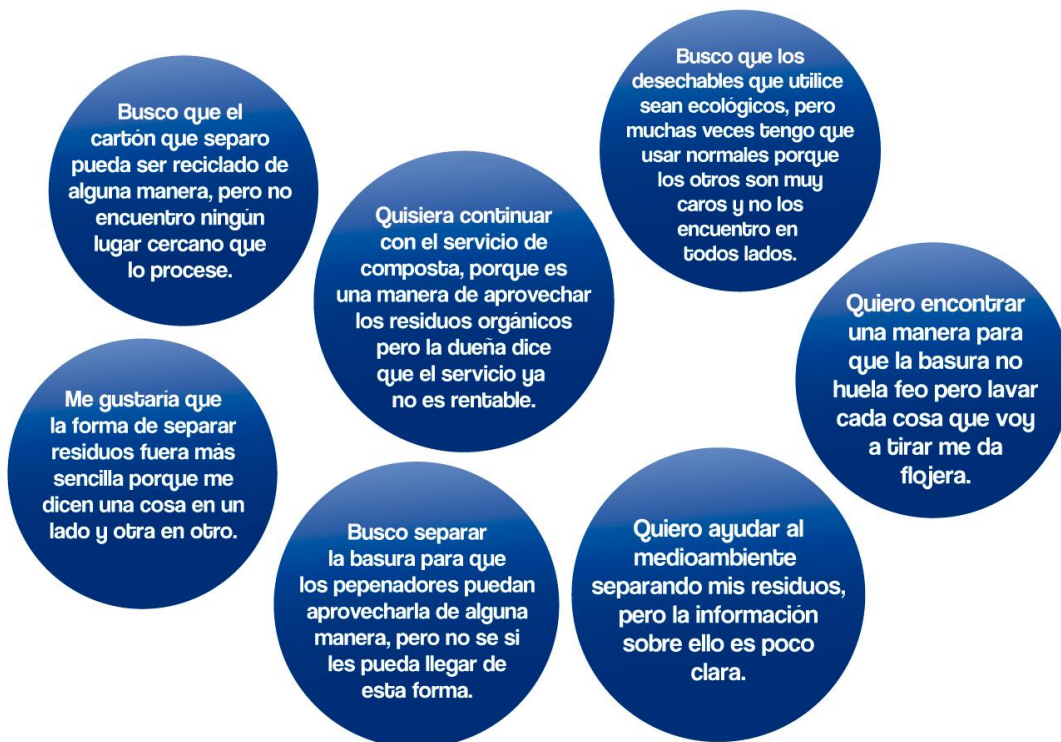 Busco que el
cartón que separo
pueda ser reciclado de
alguna manera, pero no
encuentro ningún
lugar cercano que
lo procese.
Quisiera continuar
con el servicio de
composta, porque es
una manera de aprovechar
los residuos orgánicos
pero la dueña dice
que el servicio ya
no es rentable.
Busco que los
desechables que utilice
sean ecológicos, pero
muchas veces tengo que
usar normales porque
los otros son muy
caros y no los
encuentro en
todos lados.
Quiero encontrar
una manera para
que la basura no
huela feo pero lavar
cada cosa que voy
a tirar me da
flojera.
Me gustaría que
la forma de separar
residuos fuera más
sencilla porque me
dicen una cosa en un
lado y otra en otro.
Busco separar
la basura para que
los pepenadores puedan
aprovecharla de alguna
manera, pero no se si
les pueda llegar de
esta forma.
Quiero ayudar al
medioambiente
separando mis residuos,
pero la información
sobre ello es poco
clara.